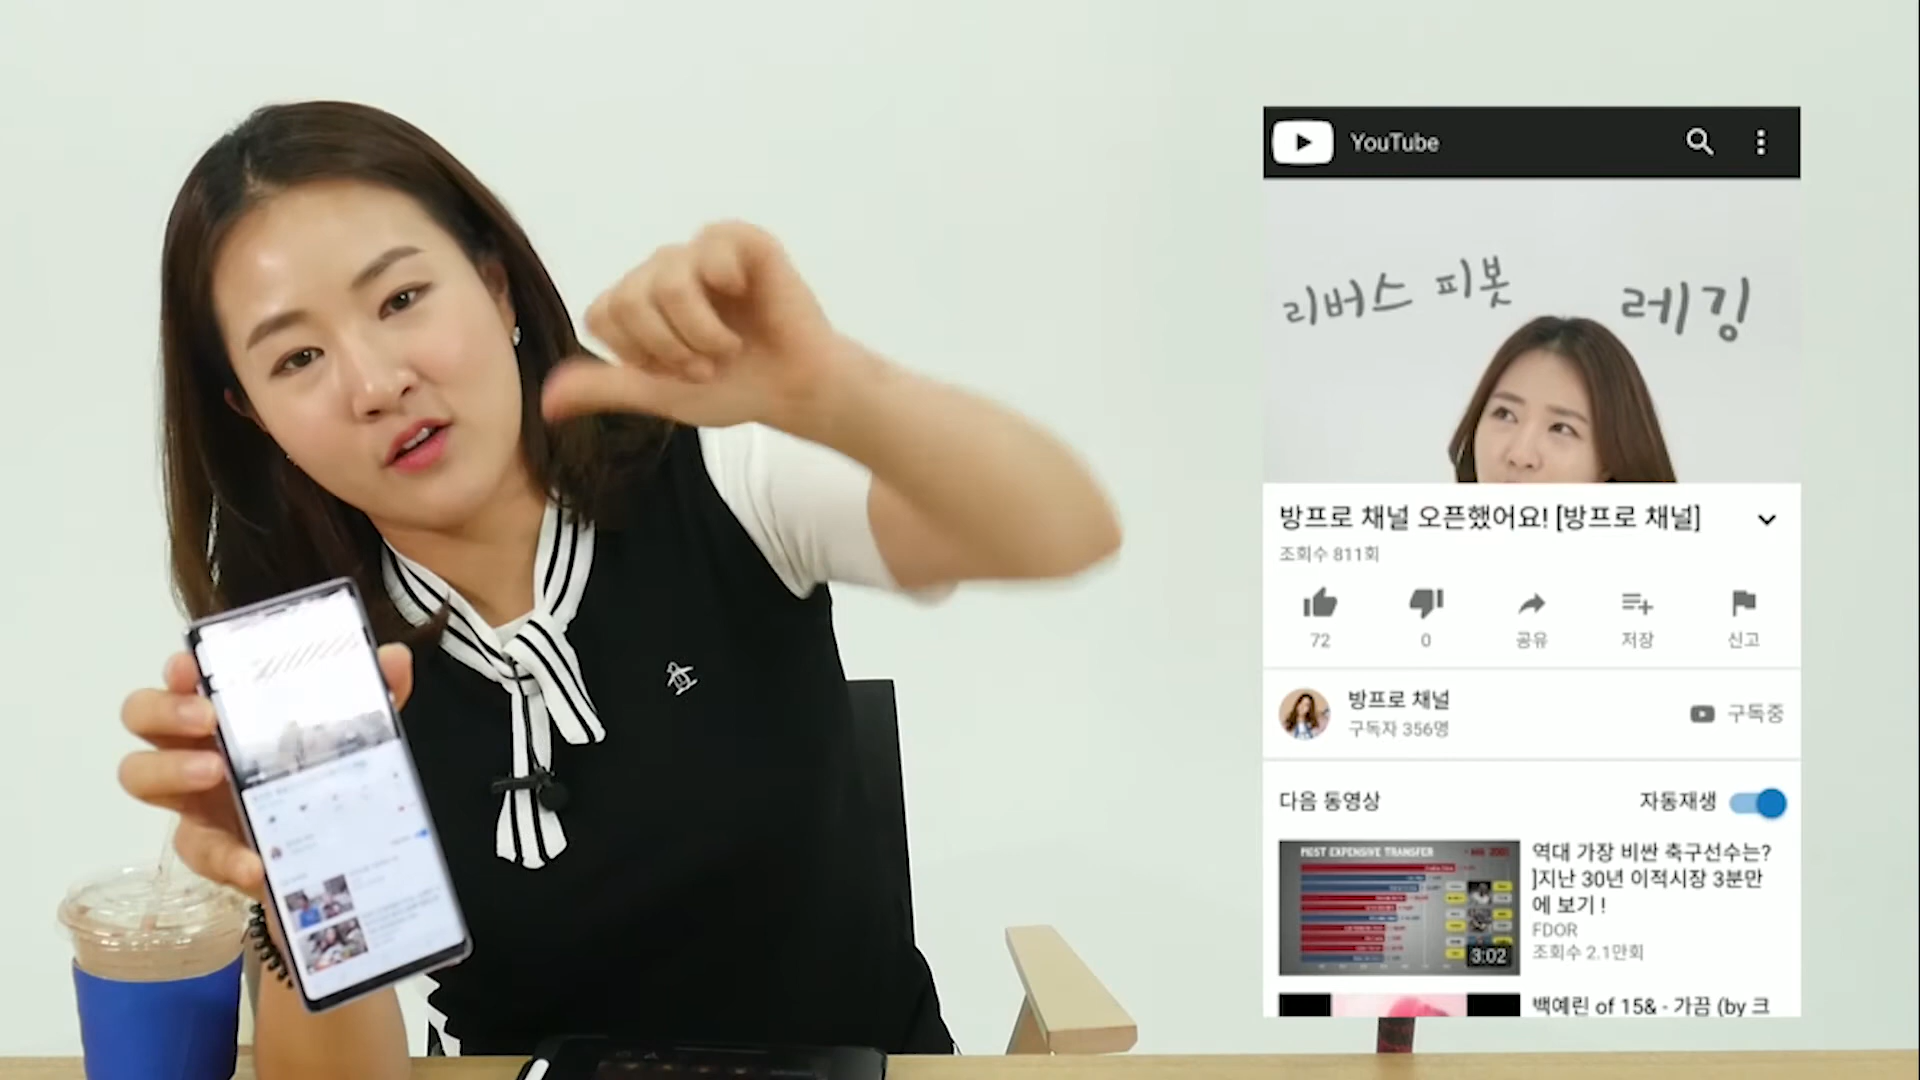 YouTube
리버스 피봇 레깅
방프로 채널 오픈했어요! [방프로 채널]
조회수 811회
72
0
공유
저장
신고
방프로 채널
구독자 356명
구독중
다음 동영상
자동재생
MOST EXPENSIVE TRANSFER
3:02
역대 가장 비싼 축구선수는?
]지난 30년 이적시장 3분만
에 보기 !
FDOR
조회수 2.1만회
백예린 of 15& - 가끔 (by 크